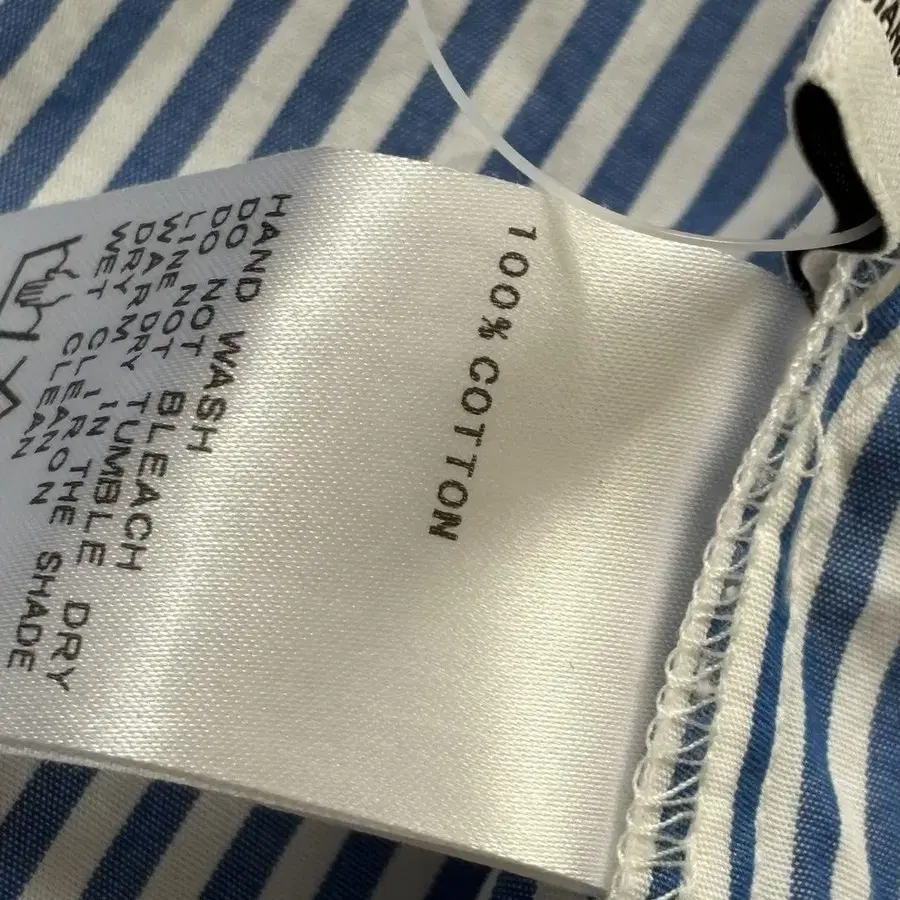 100%COTTON
HAND WASH
DO NOT BLEACH
DO NOT TUMBLE DRY
LINE DRY IN THE SHADE
WARM IRON
DRY CLEAN
WET CLEAN